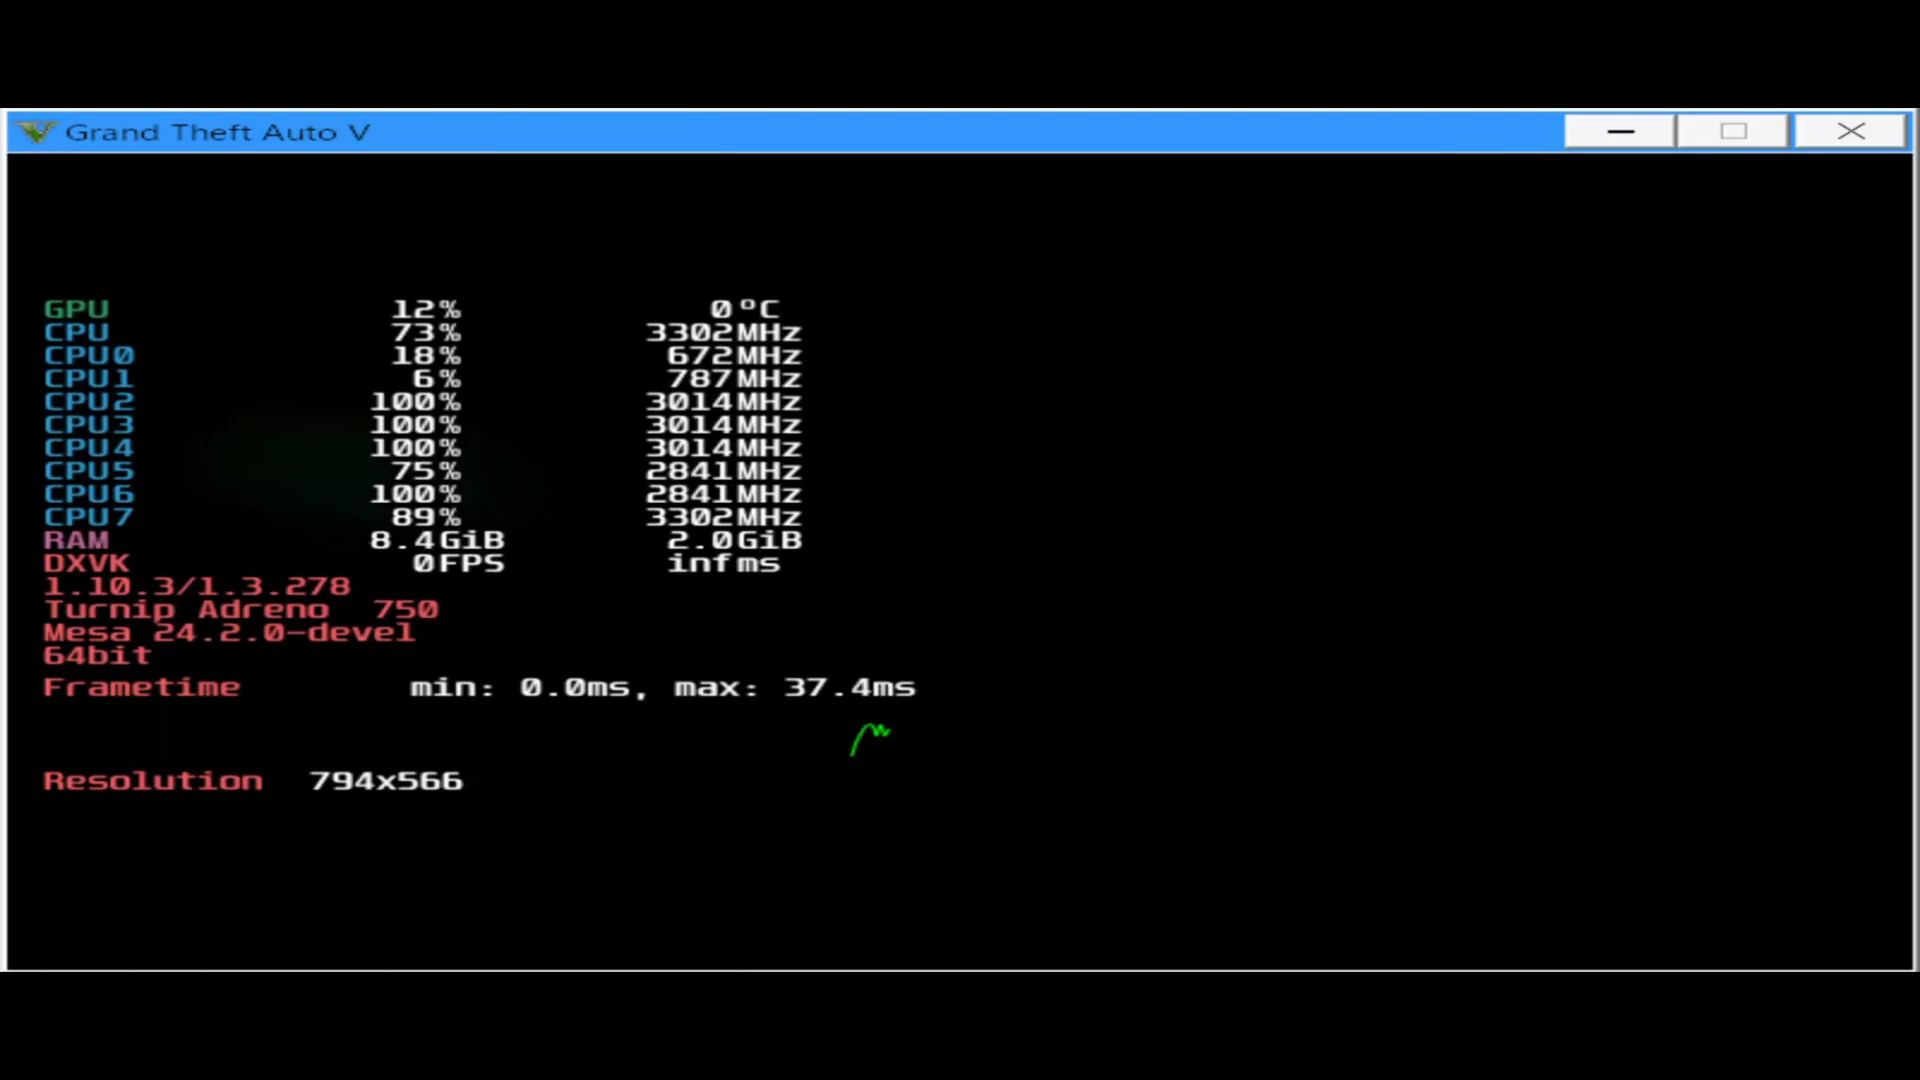 Grand Theft Auto V
GPU 12% 0°C
CPU 73% 3302MHz
CPU0 18% 672MHz
CPU1 6% 787MHz
CPU2 100% 3014MHz
CPU3 100% 3014MHz
CPU4 100% 3014MHz
CPU5 75% 2841MHz
CPU6 100% 2841MHz
CPU7 89% 3302MHz
RAM 8.4GiB 2.0GiB
DXVK 0FPS infms
1.10.3/1.3.278
Turnip Adreno 750
Mesa 24.2.0-devel
64bit
Frametime min: 0.0ms, max: 37.4ms
Resolution 794x566